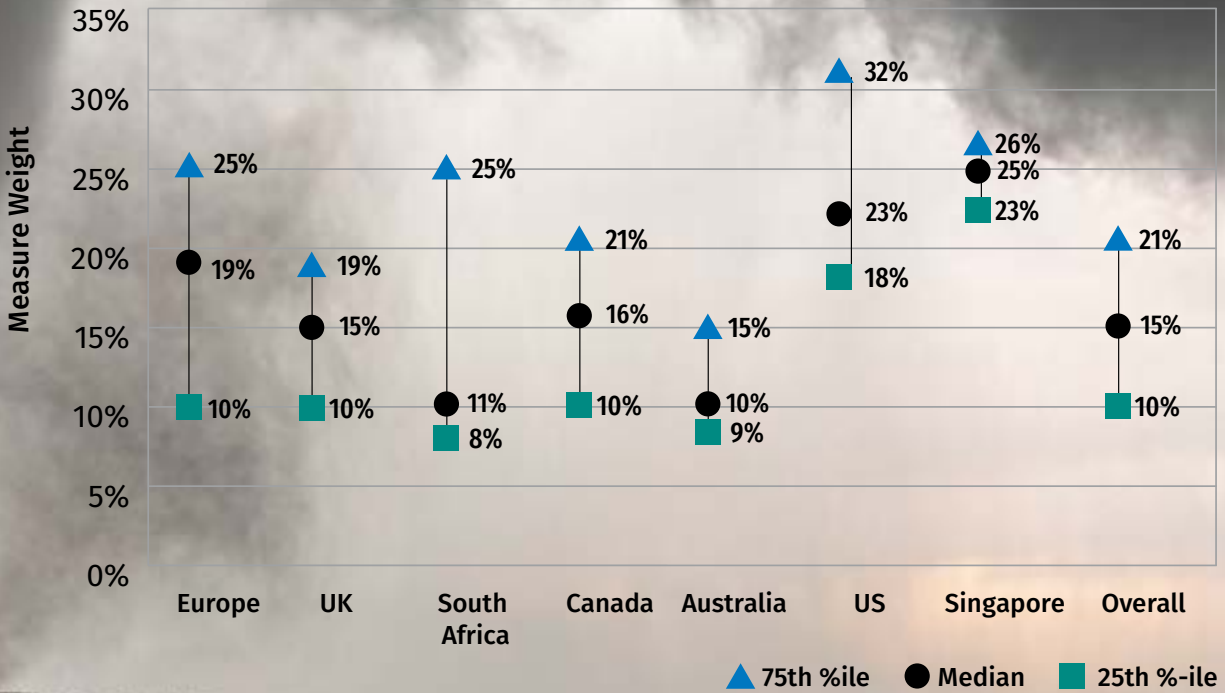 35%
30%
25%
20%
15%
10%
5%
0%
Measure Weight
25%
19%
10%
19%
15%
10%
25%
11%
8%
21%
16%
10%
15%
10%
9%
32%
23%
18%
26%
25%
23%
21%
15%
10%
Europe
UK
South
Africa
Canada
Australia
US
Singapore
Overall
75th %ile
Median
25th %-ile